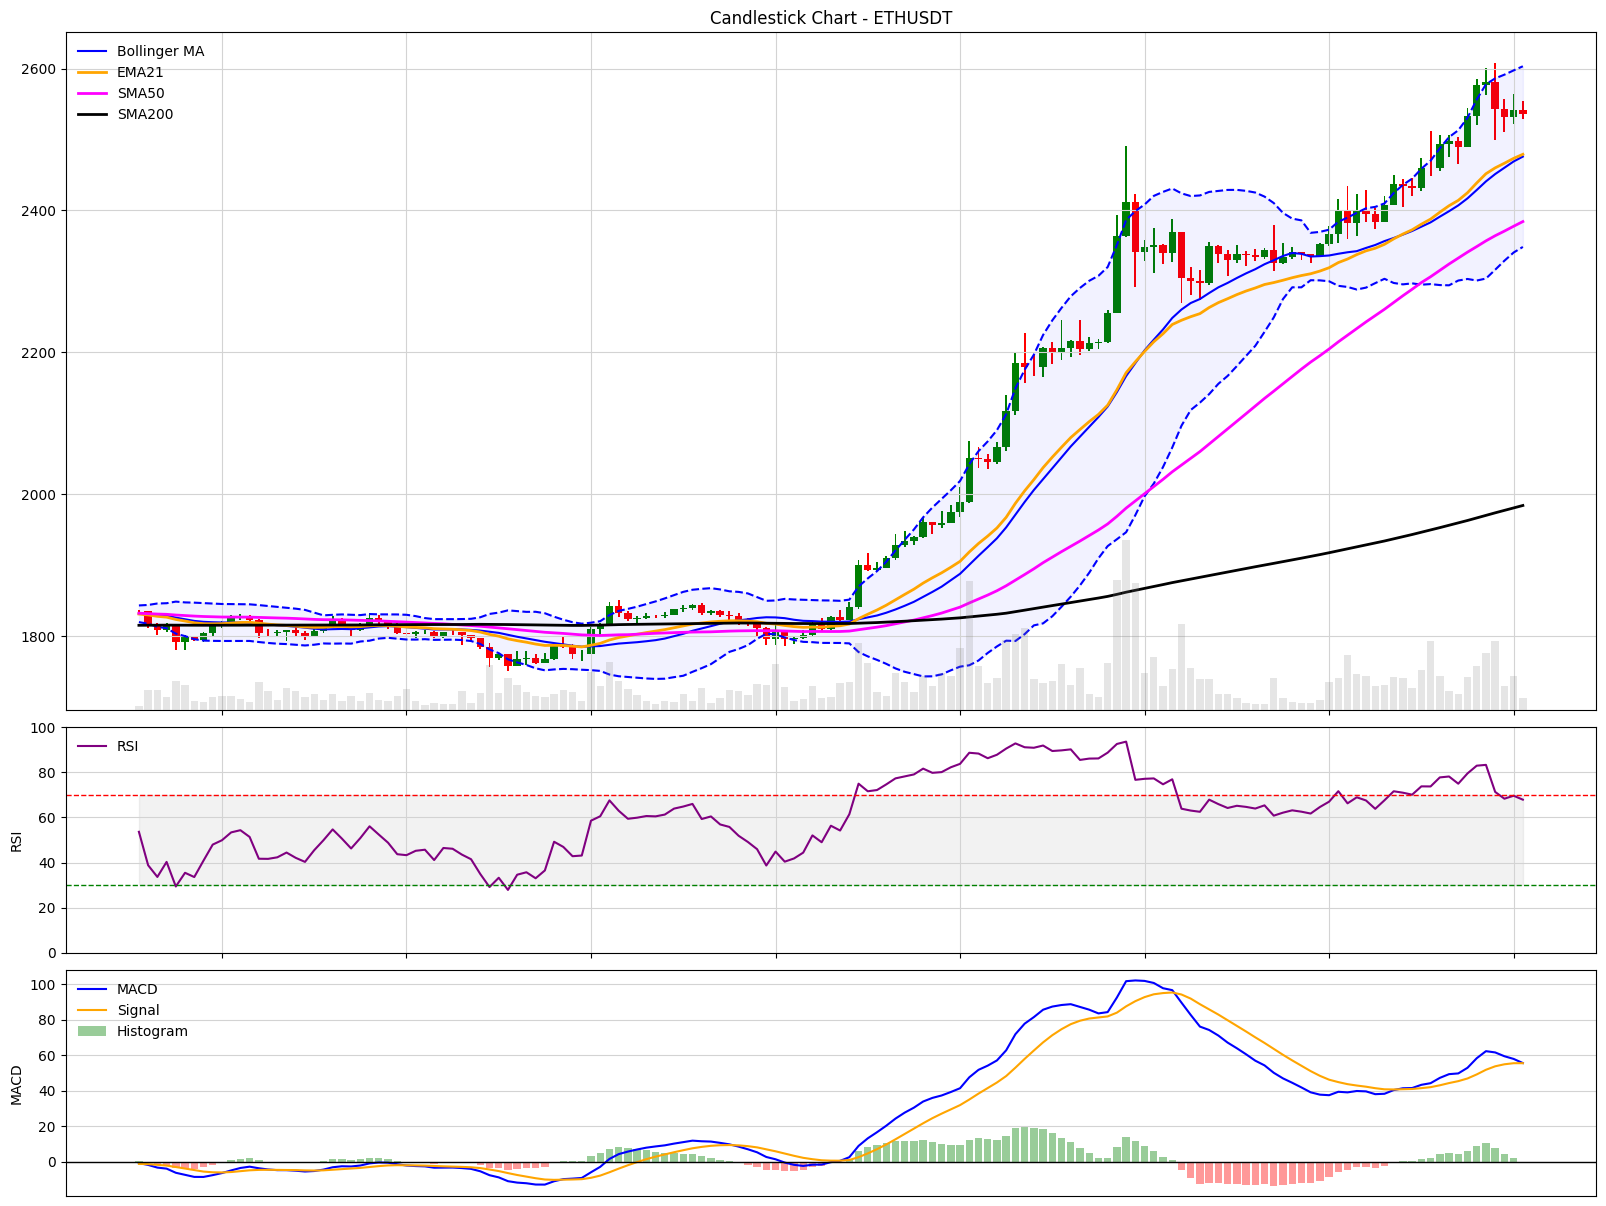 Candlestick Chart - ETHUSDT
Bollinger MA
EMA21
SMA50
SMA200
2600
2400
2200
2000
1800
RSI
100
80
60
40
20
0
RSI
MACD
Signal
Histogram
100
80
60
40
20
0
MACD